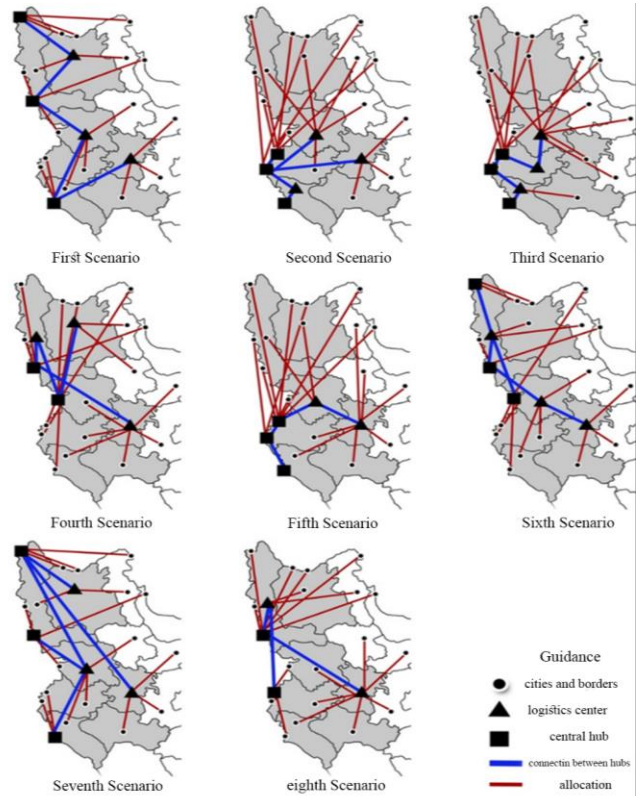 First Scenario
Second Scenario
Third Scenario
Fourth Scenario
Fifth Scenario
Sixth Scenario
Seventh Scenario
eighth Scenario
Guidance
cities and borders
logistics center
central hub
connectin between hubs
allocation